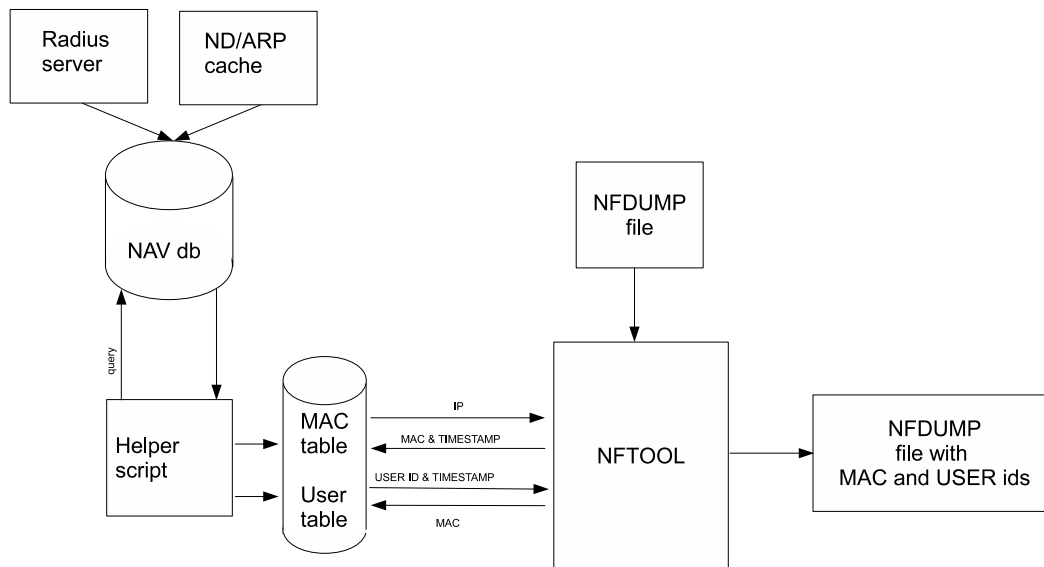 Radius
server
ND/ARP
cache
NAV db
NFDUMP
file
query
Helper
script
MAC
table
User
table
IP
MAC & TIMESTAMP
USER ID & TIMESTAMP
MAC
NFTOOL
NFDUMP
file with
MAC and USER ids